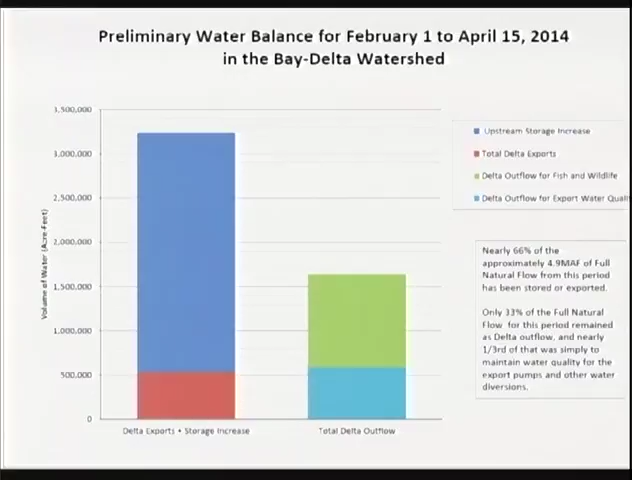 Preliminary Water Balance for February 1 to April 15, 2014
in the Bay-Delta Watershed
3,500,000
3,000,000
2,500,000
2,000,000
1,500,000
1,000,000
500,000
0
Volume of Water (Acre-Feet)
Delta Exports + Storage Increase
Total Delta Outflow
Upstream Storage Increase
Total Delta Exports
Delta Outflow for Fish and Wildlife
Delta Outflow for Export Water Quali
Nearly 66% of the
approximately 4.9MAF of Full
Natural Flow from this period
has been stored or exported.
Only 33% of the Full Natural
Flow for this period remained
as Delta outflow, and nearly
1/3rd of that was simply to
maintain water quality for the
export pumps and other water
diversions.